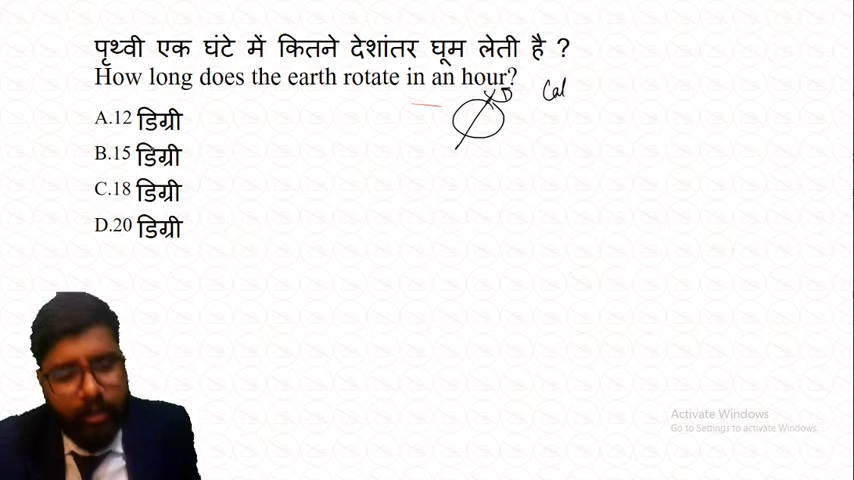 पृथ्वी एक घंटे में कितने देशांतर घूम लेती है ?
How long does the earth rotate in an hour?
Cal
A.12 डिग्री
B.15 डिग्री
C.18 डिग्री
D.20 डिग्री
Activate Windows
Go to Settings to activate Windows.